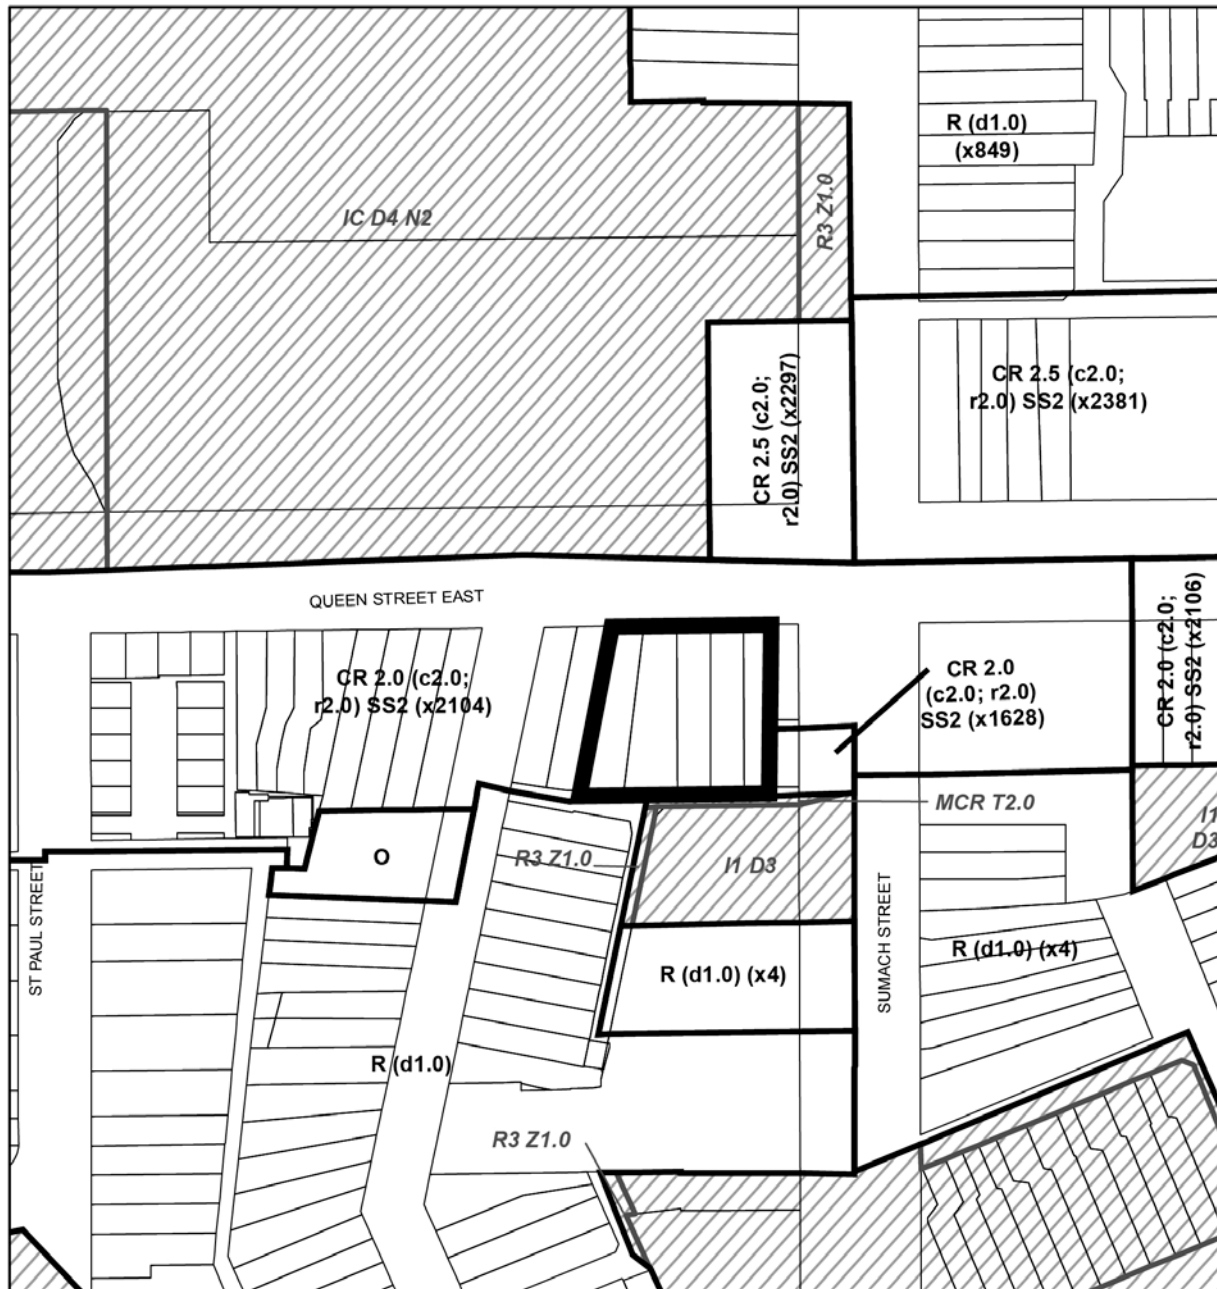 R (d1.0)
(x849)
IC D4 N2
R3 Z1.0
CR 2.5 (c2.0;
r2.0) SS2 (x2297)
CR 2.5 (c2.0;
r2.0) SS2 (x2381)
QUEEN STREET EAST
CR 2.0 (c2.0;
r2.0) SS2 (x2104)
CR 2.0
(c2.0; r2.0)
SS2 (x1628)
CR 2.0 (c2.0;
r2.0) SS2 (x2106)
MCR T2.0
I1
D3
O
R3 Z1.0
I1 D3
ST PAUL STREET
SUMACH STREET
R (d1.0) (x4)
R (d1.0) (x4)
R (d1.0)
R3 Z1.0